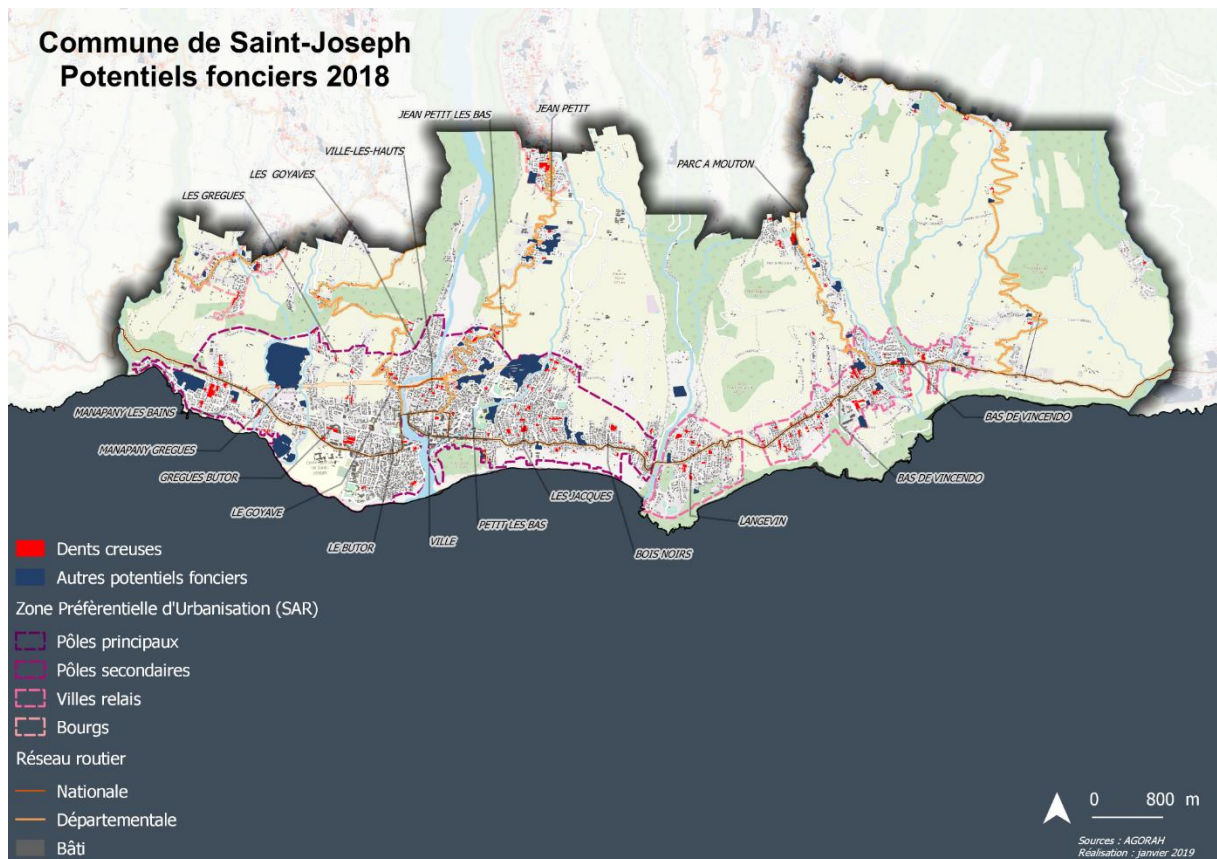 Commune de Saint-Joseph
Potentiels fonciers 2018
JEAN PETIT LES BAS
JEAN PETIT
VILLE-LES-HAUTS
LES GOYAVES
LES GREGUES
PARC A MOUTON
MANAPANY LES BAINS
MANAPANY GREGUES
GREGUES BUTOR
LE GOYAVE
LE BUTOR
VILLE
PETIT LES BAS
LES JACQUES
BOIS NOIRS
LANGEVIN
BAS DE VINCENDO
BAS DE VINCENDO
Dents creuses
Autres potentiels fonciers
Zone Préfèrentielle d'Urbanisation (SAR)
Pôles principaux
Pôles secondaires
Villes relais
Bourgs
Réseau routier
Nationale
Départementale
Bâti
0 800 m
Sources : AGORAH
Réalisation : janvier 2019